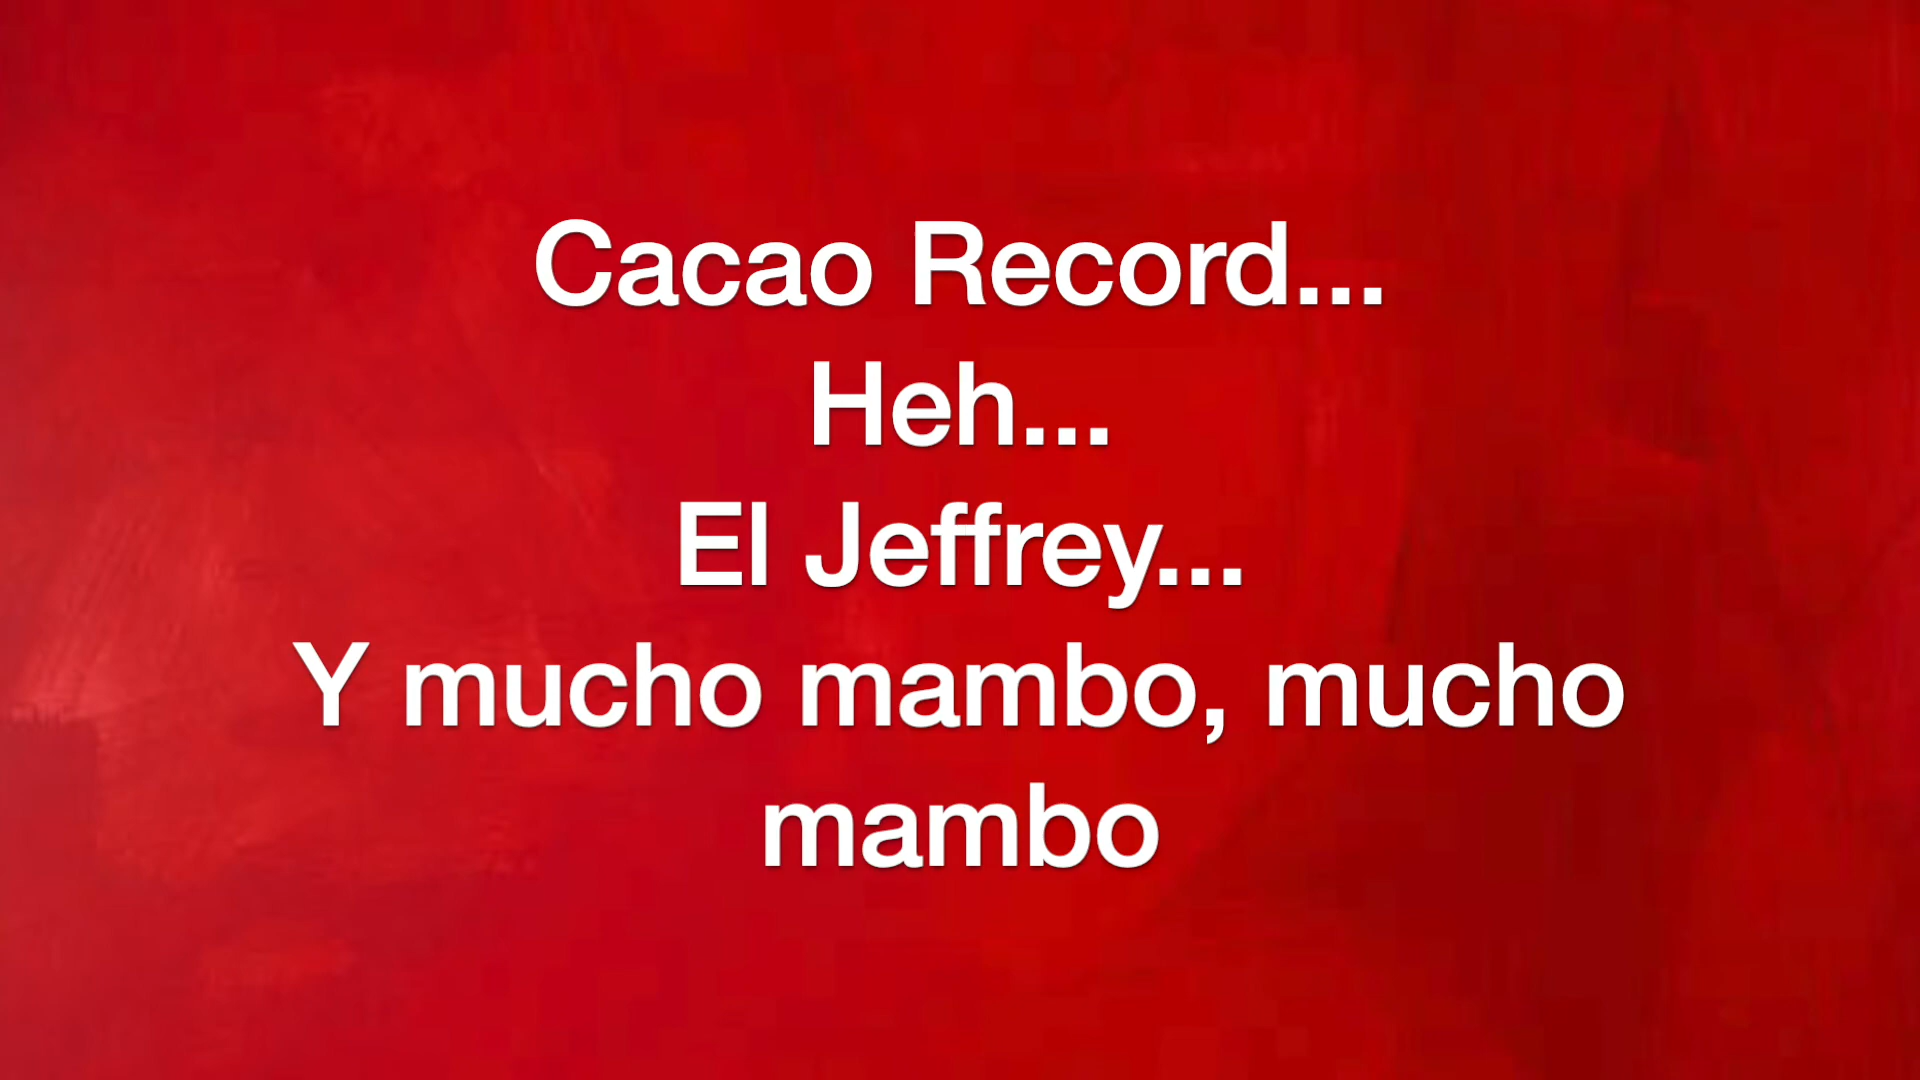 Cacao Record...
Heh...
El Jeffrey...
Y mucho mambo, mucho
mambo